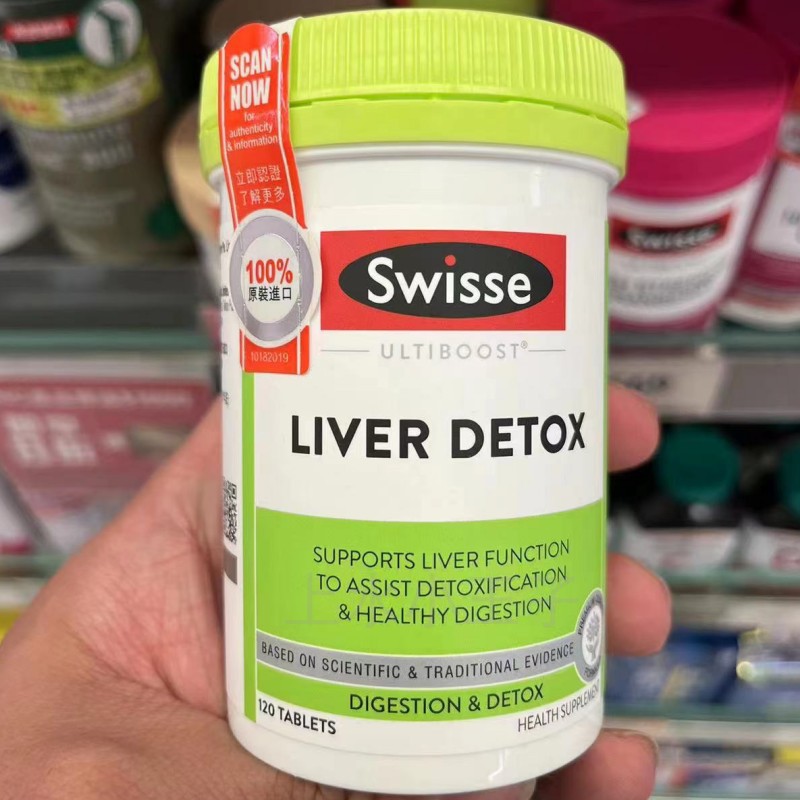 SCAN
NOW
for
authenticity
& information
立即認證
了解更多
100%
原裝進口
10182019
Swisse
ULTIBOOST®
LIVER DETOX
SUPPORTS LIVER FUNCTION
TO ASSIST DETOXIFICATION
& HEALTHY DIGESTION
BASED ON SCIENTIFIC & TRADITIONAL EVIDENCE
DIGESTION & DETOX
120 TABLETS
HEALTH SUPPLEMENT
Swisse